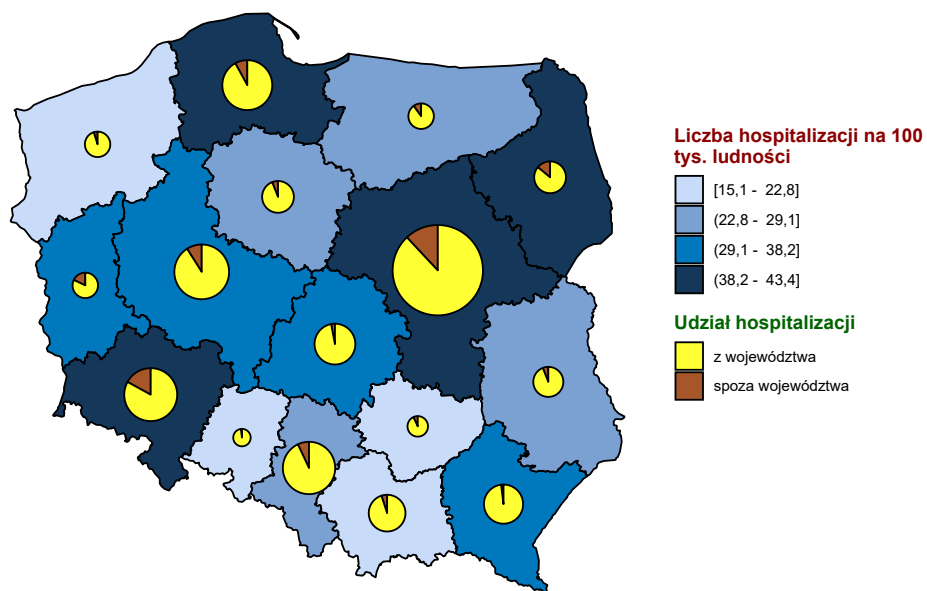 Liczba hospitalizacji na 100
tys. ludności
[15,1 - 22,8]
(22,8 - 29,1]
(29,1 - 38,2]
(38,2 - 43,4]
Udział hospitalizacji
z województwa
spoza województwa